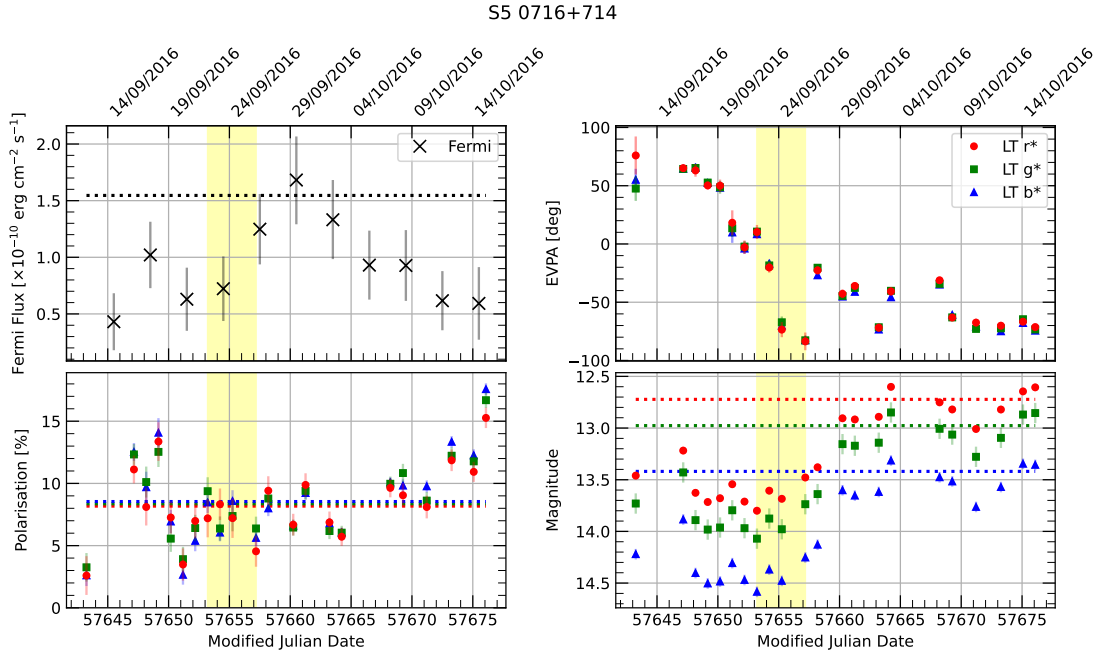 S5 0716+714
14/09/2016 19/09/2016 24/09/2016 29/09/2016 04/10/2016 09/10/2016 14/10/2016
14/09/2016 19/09/2016 24/09/2016 29/09/2016 04/10/2016 09/10/2016 14/10/2016
Fermi Flux [×10⁻¹⁰ erg cm⁻² s⁻¹]
2.0
1.5
1.0
0.5
Fermi
EVPA [deg]
100
50
0
−50
−100
LT r*
LT g*
LT b*
Polarisation [%]
15
10
5
0
57645 57650 57655 57660 57665 57670 57675
Modified Julian Date
Magnitude
12.5
13.0
13.5
14.0
14.5
57645 57650 57655 57660 57665 57670 57675
Modified Julian Date